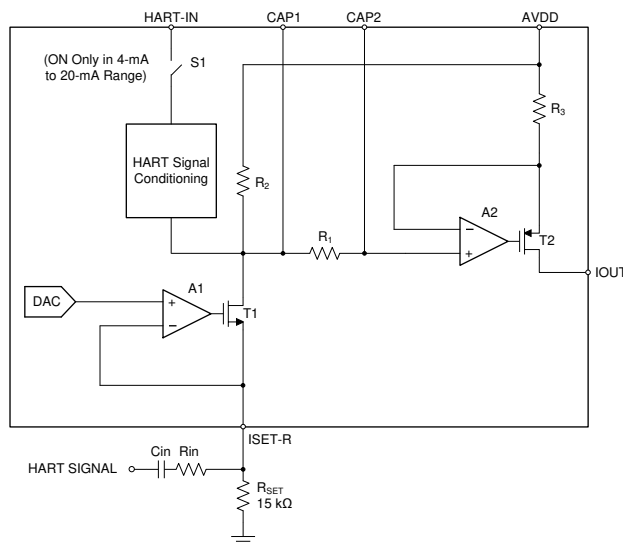 HART-IN
CAP1
CAP2
AVDD
(ON Only in 4-mA
to 20-mA Range)
S1
R3
HART Signal
Conditioning
R2
A2
R1
T2
IOUT
A1
DAC
T1
ISET-R
Cin
Rin
HART SIGNAL
RSET
15 kΩ